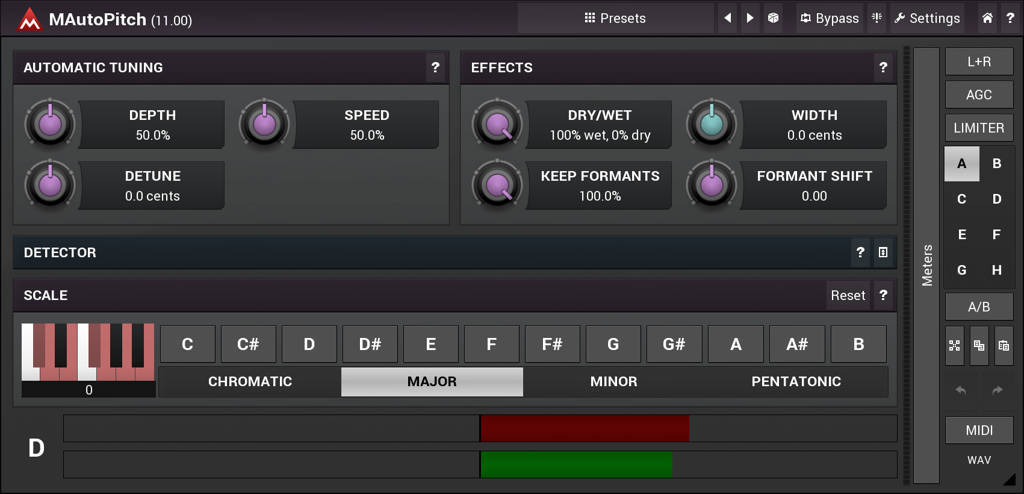 MAutoPitch (11.00)
Presets
Bypass
Settings
?
AUTOMATIC TUNING
?
DEPTH
50.0%
SPEED
50.0%
DETUNE
0.0 cents
EFFECTS
?
DRY/WET
100% wet, 0% dry
WIDTH
0.0 cents
KEEP FORMANTS
100.0%
FORMANT SHIFT
0.00
DETECTOR
?
SCALE
Reset
?
0
C C# D D# E F F# G G# A A# B
CHROMATIC MAJOR MINOR PENTATONIC
D
Meters
L+R
AGC
LIMITER
A B
C D
E F
G H
A/B
MIDI
WAV